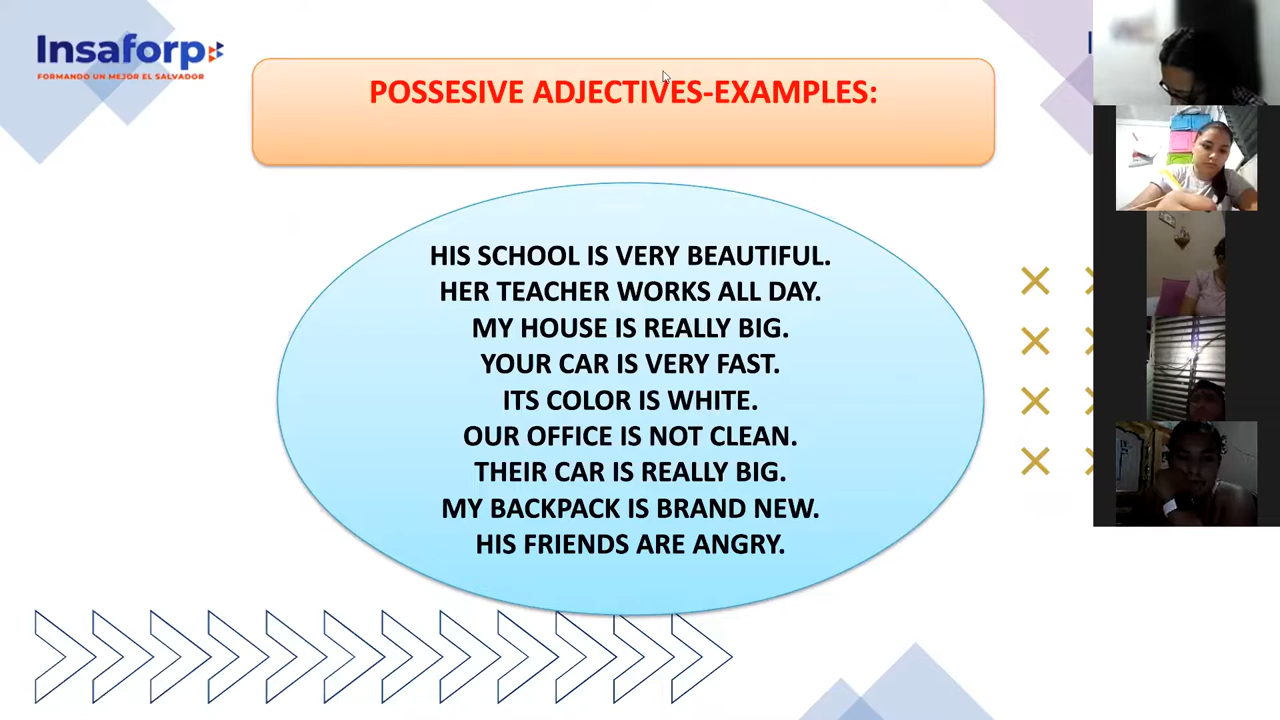 Insaforp
FORMANDO UN MEJOR EL SALVADOR
POSSESIVE ADJECTIVES-EXAMPLES:
HIS SCHOOL IS VERY BEAUTIFUL.
HER TEACHER WORKS ALL DAY.
MY HOUSE IS REALLY BIG.
YOUR CAR IS VERY FAST.
ITS COLOR IS WHITE.
OUR OFFICE IS NOT CLEAN.
THEIR CAR IS REALLY BIG.
MY BACKPACK IS BRAND NEW.
HIS FRIENDS ARE ANGRY.